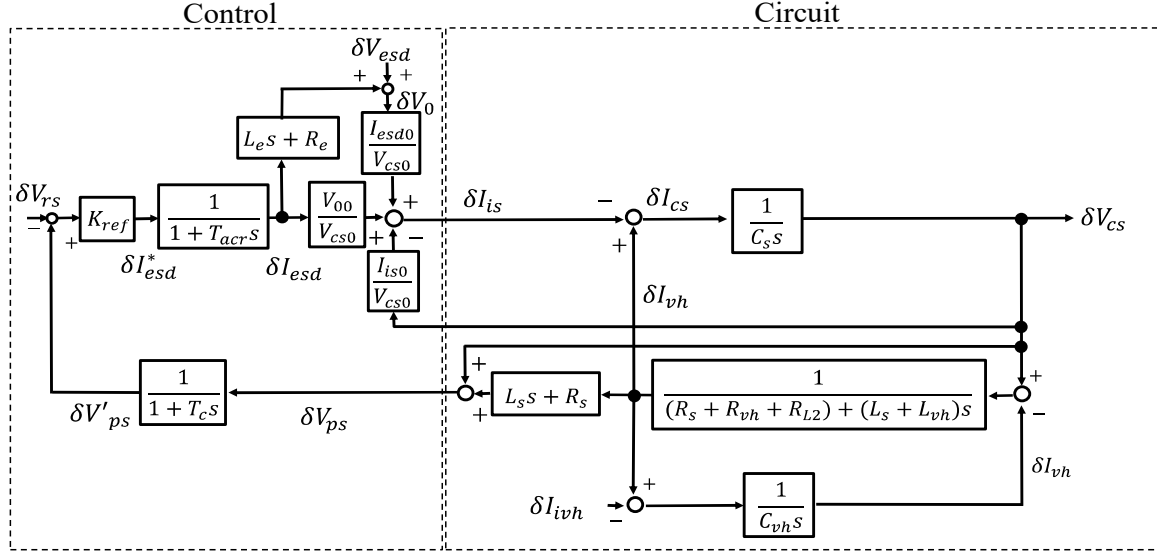 Control
Circuit
δV_esd
+ +
δV_0
L_e s + R_e
I_esd0 / V_cs0
δV_rs
−
+
K_ref
1 / (1 + T_acr s)
V_00 / V_cs0
+
+
−
δI_is
−
+
δI_cs
1 / (C_s s)
δV_cs
δI*_esd
δI_esd
I_is0 / V_cs0
δI_vh
+
+
L_s s + R_s
1 / ((R_s + R_vh + R_L2) + (L_s + L_vh)s)
+
−
1 / (1 + T_c s)
δV'_ps
δV_ps
δI_vh
δI_ivh
−
+
1 / (C_vh s)